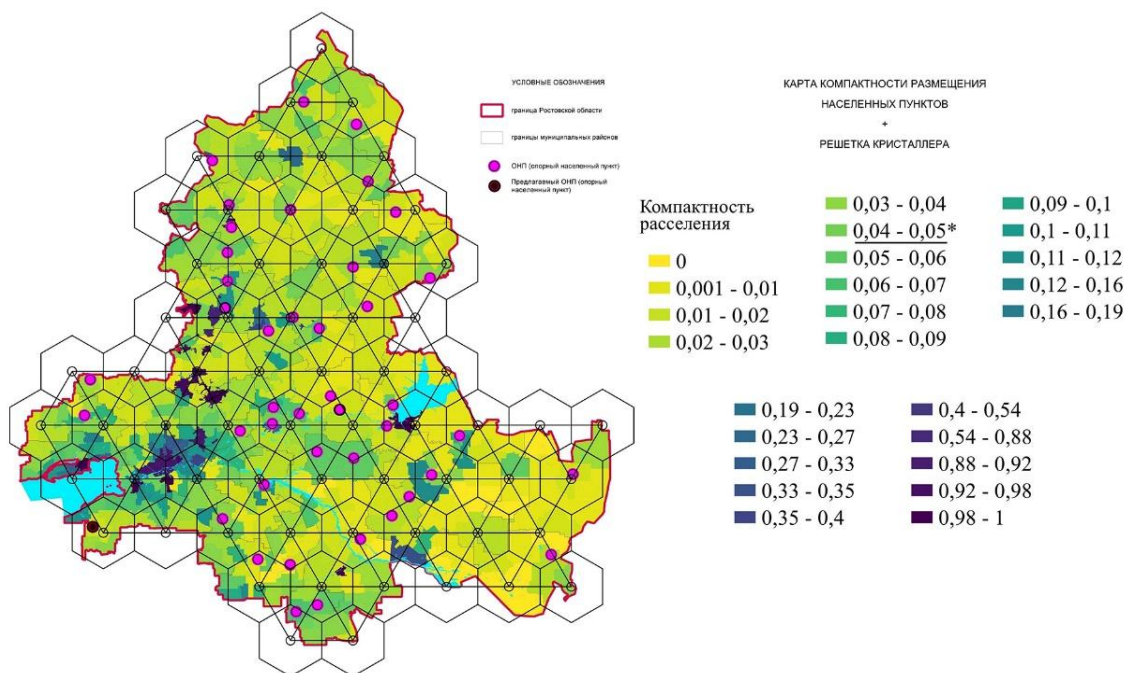 УСЛОВНЫЕ ОБОЗНАЧЕНИЯ
граница Ростовской области
границы муниципальных районов
ОНП (опорный населенный пункт)
Предлагаемый ОНП (опорный
населенный пункт)
КАРТА КОМПАКТНОСТИ РАЗМЕЩЕНИЯ
НАСЕЛЕННЫХ ПУНКТОВ
+
РЕШЕТКА КРИСТАЛЛЕРА
Компактность
расселения
0
0,001 - 0,01
0,01 - 0,02
0,02 - 0,03
0,03 - 0,04
0,04 - 0,05*
0,05 - 0,06
0,06 - 0,07
0,07 - 0,08
0,08 - 0,09
0,09 - 0,1
0,1 - 0,11
0,11 - 0,12
0,12 - 0,16
0,16 - 0,19
0,19 - 0,23
0,23 - 0,27
0,27 - 0,33
0,33 - 0,35
0,35 - 0,4
0,4 - 0,54
0,54 - 0,88
0,88 - 0,92
0,92 - 0,98
0,98 - 1